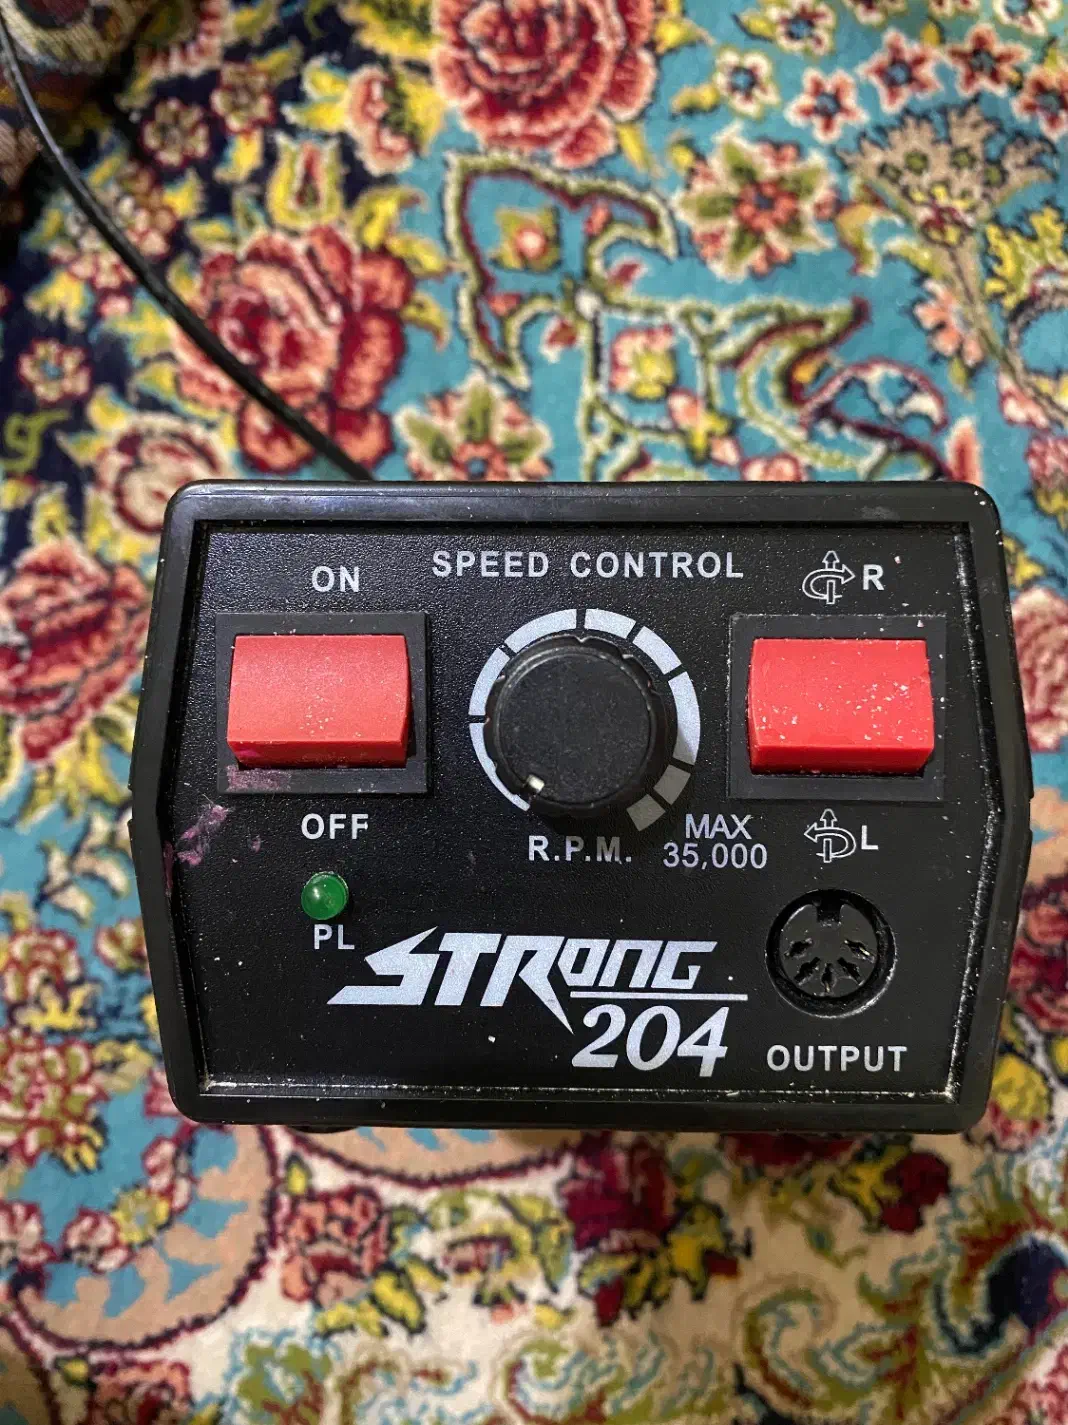 ON
SPEED CONTROL
R
OFF
R.P.M.
MAX
35,000
L
PL
STRONG
204
OUTPUT